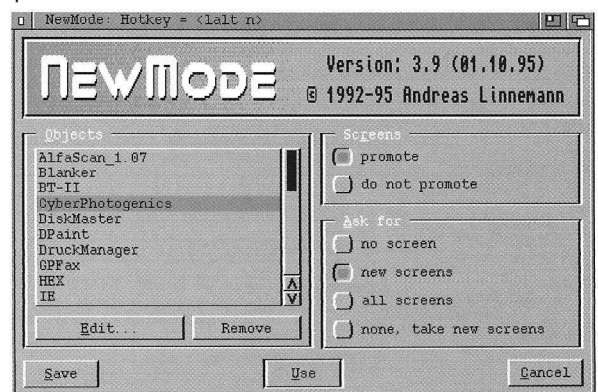 NewMode: Hotkey = <lalt n>
NEWMODE
Version: 3.9 (01.10.95)
© 1992-95 Andreas Linnemann
Objects
AlfaScan_1.07
Blanker
BT-II
CyberPhotogenics
DiskMaster
DPaint
DruckManager
GPFax
HEX
IE
Edit...
Remove
Screens
promote
do not promote
Ask for
no screen
new screens
all screens
none, take new screens
Save
Use
Cancel